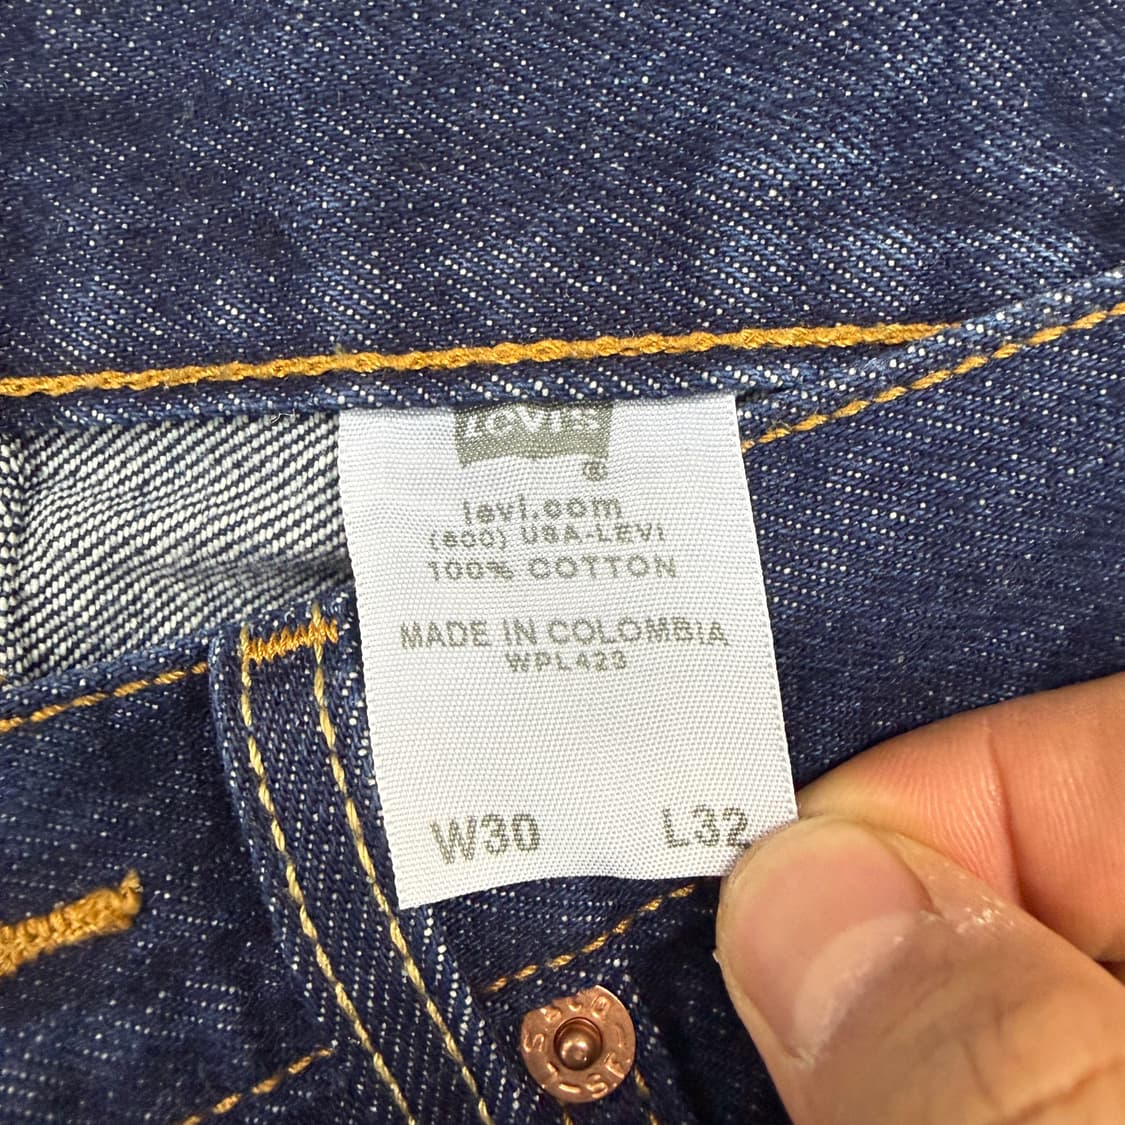 Levi's
®
levi.com
(800) USA-LEVI
100% COTTON
MADE IN COLOMBIA
WPL423
W30 L32